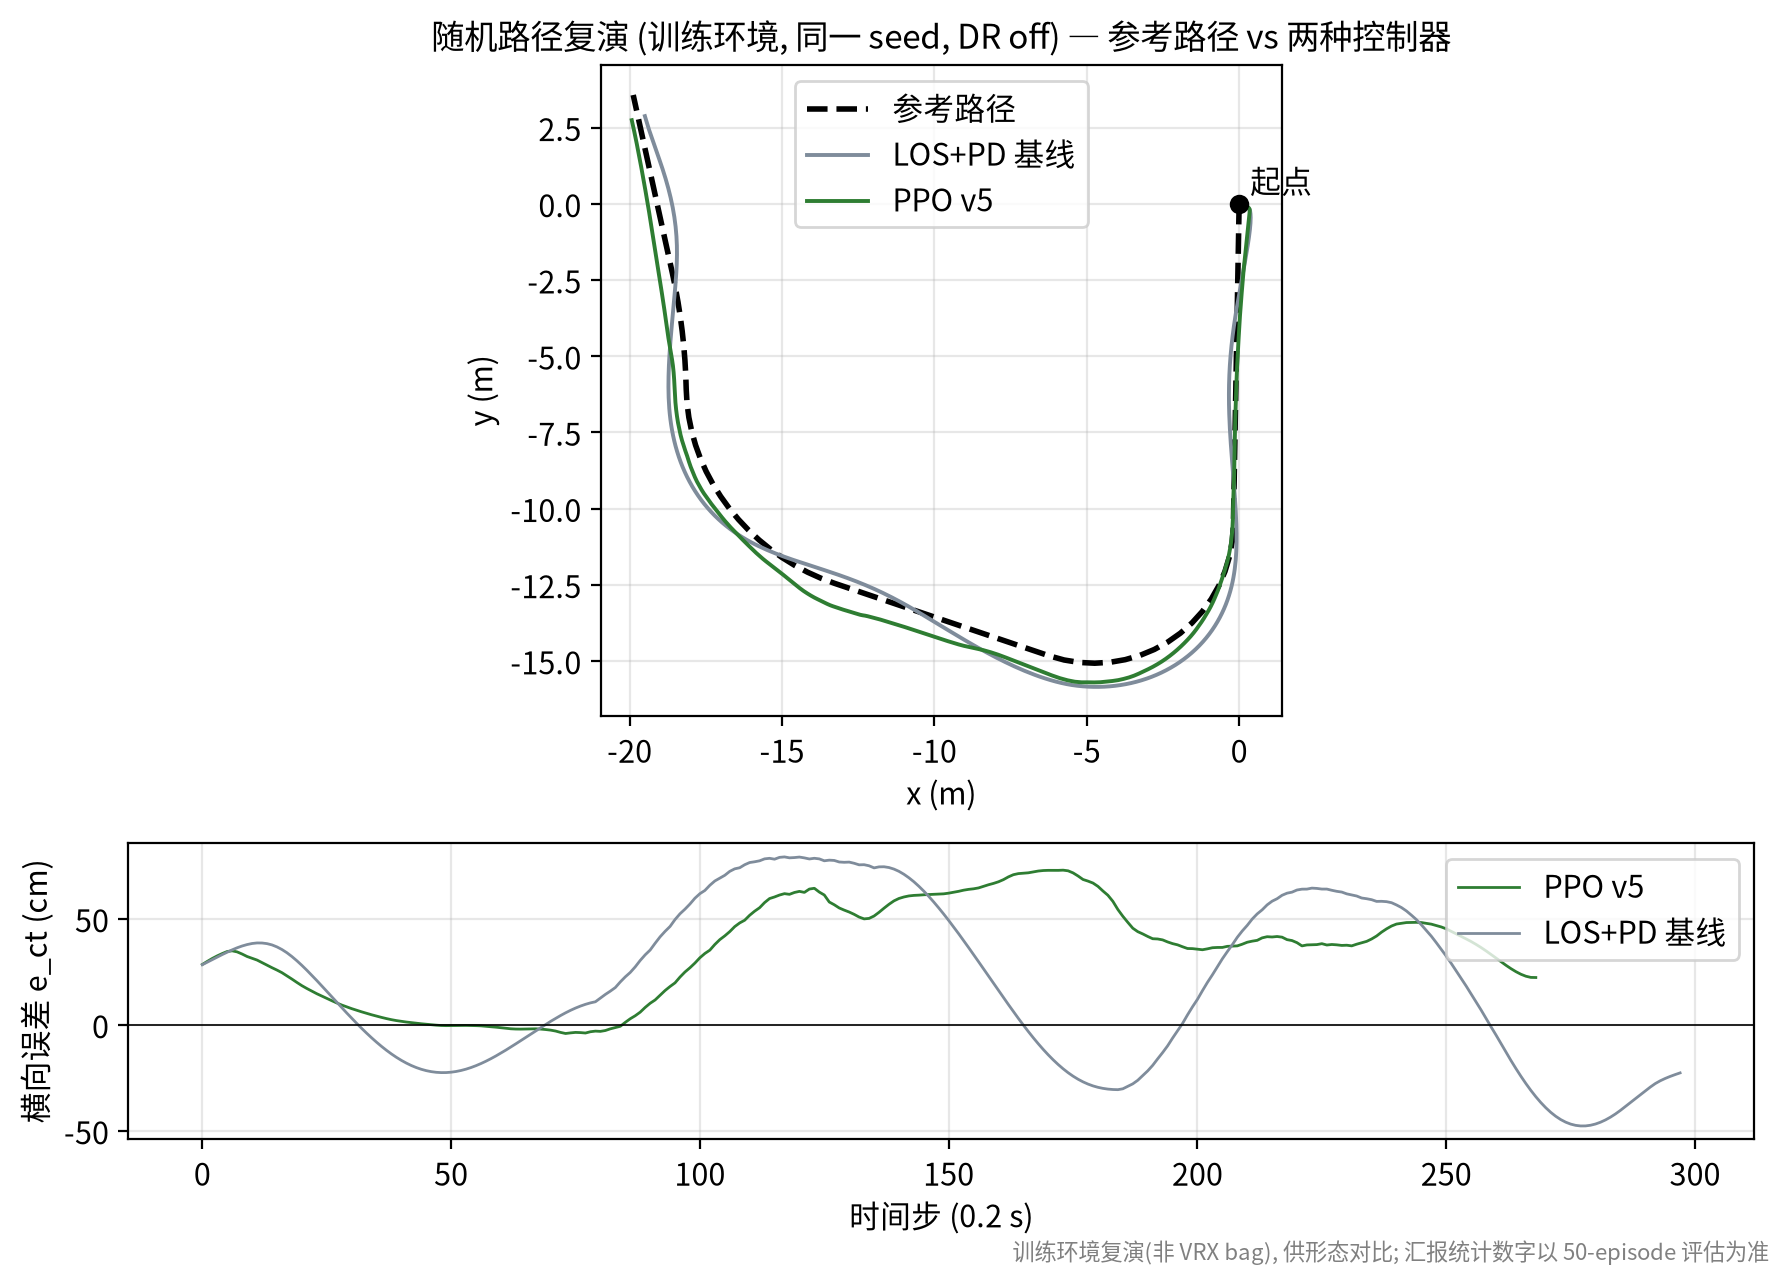 随机路径复演 (训练环境, 同一 seed, DR off) — 参考路径 vs 两种控制器
参考路径
LOS+PD 基线
PPO v5
起点
2.5
0.0
-2.5
-5.0
-7.5
-10.0
-12.5
-15.0
y (m)
-20
-15
-10
-5
0
x (m)
PPO v5
LOS+PD 基线
50
0
-50
横向误差 e_ct (cm)
0
50
100
150
200
250
300
时间步 (0.2 s)
训练环境复演(非 VRX bag), 供形态对比; 汇报统计数字以 50-episode 评估为准